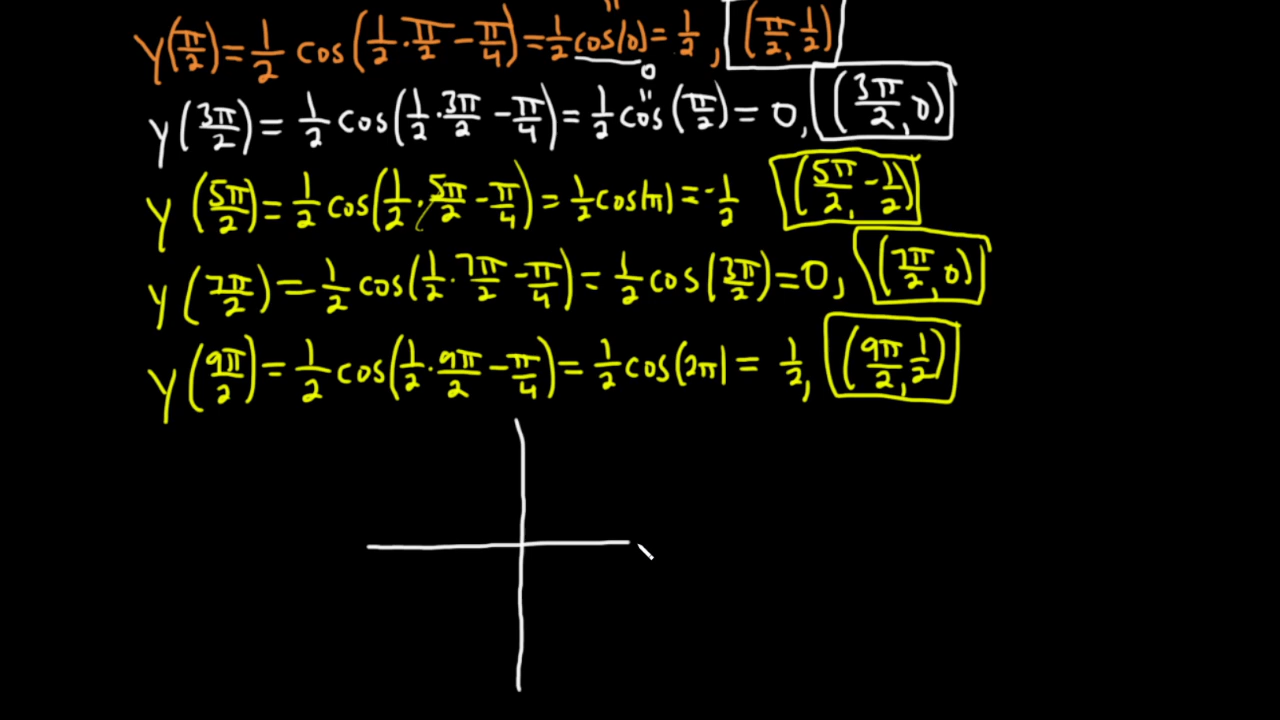 y(π/2) = 1/2 cos(1/2 · π/2 - π/4) = 1/2 cos(0) = 1/2, (π/2, 1/2)
y(3π/2) = 1/2 cos(1/2 · 3π/2 - π/4) = 1/2 cos(π/2) = 0, (3π/2, 0)
y(5π/2) = 1/2 cos(1/2 · 5π/2 - π/4) = 1/2 cos(π) = -1/2 (5π/2, -1/2)
y(7π/2) = 1/2 cos(1/2 · 7π/2 - π/4) = 1/2 cos(3π/2) = 0, (7π/2, 0)
y(9π/2) = 1/2 cos(1/2 · 9π/2 - π/4) = 1/2 cos(2π) = 1/2, (9π/2, 1/2)